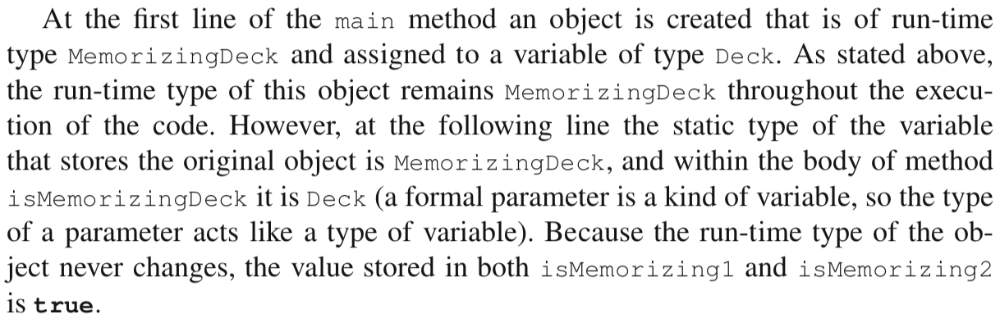 At the first line of the main method an object is created that is of run-time
type MemorizingDeck and assigned to a variable of type Deck. As stated above,
the run-time type of this object remains MemorizingDeck throughout the execu-
tion of the code. However, at the following line the static type of the variable
that stores the original object is MemorizingDeck, and within the body of method
isMemorizingDeck it is Deck (a formal parameter is a kind of variable, so the type
of a parameter acts like a type of variable). Because the run-time type of the ob-
ject never changes, the value stored in both isMemorizing1 and isMemorizing2
is true.